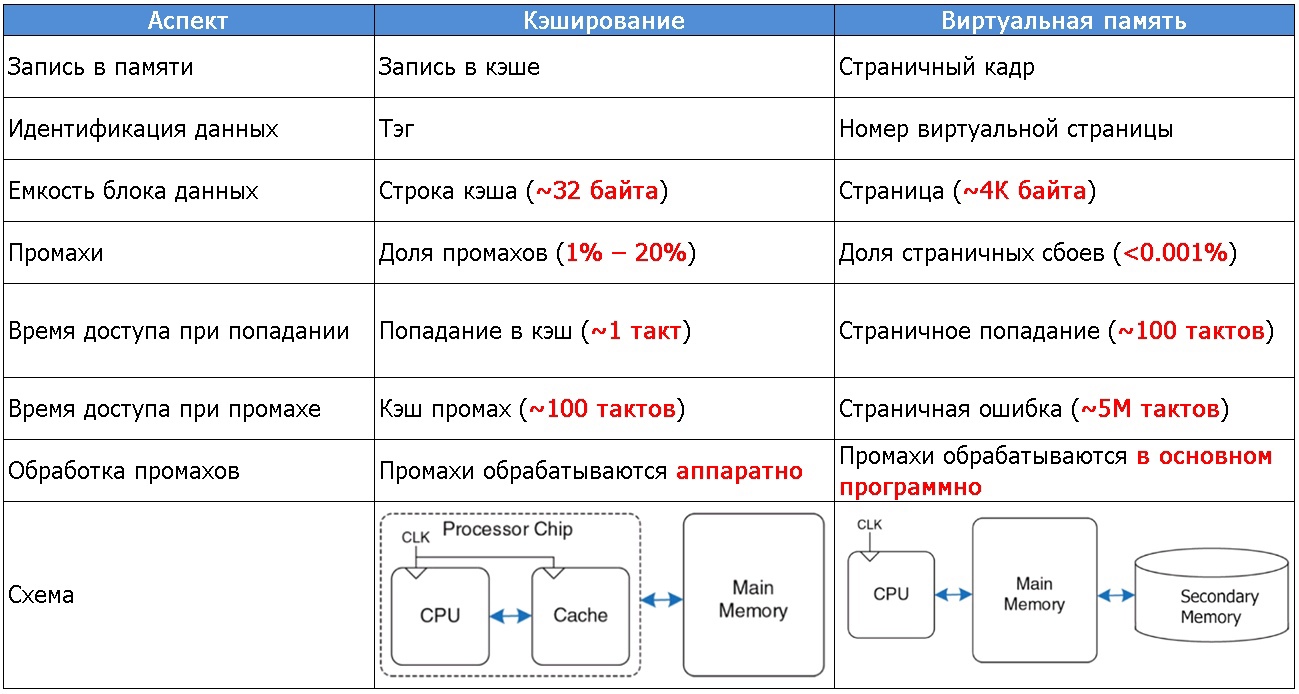 Аспект Кэширование Виртуальная память
Запись в памяти Запись в кэше Страничный кадр
Идентификация данных Тэг Номер виртуальной страницы
Емкость блока данных Строка кэша (~32 байта) Страница (~4К байта)
Промахи Доля промахов (1% – 20%) Доля страничных сбоев (<0.001%)
Время доступа при попадании Попадание в кэш (~1 такт) Страничное попадание (~100 тактов)
Время доступа при промахе Кэш промах (~100 тактов) Страничная ошибка (~5M тактов)
Обработка промахов Промахи обрабатываются аппаратно Промахи обрабатываются в основном
программно
Схема
Processor Chip
CLK
CPU
Cache
Main
Memory
CLK
CPU
Main
Memory
Secondary
Memory